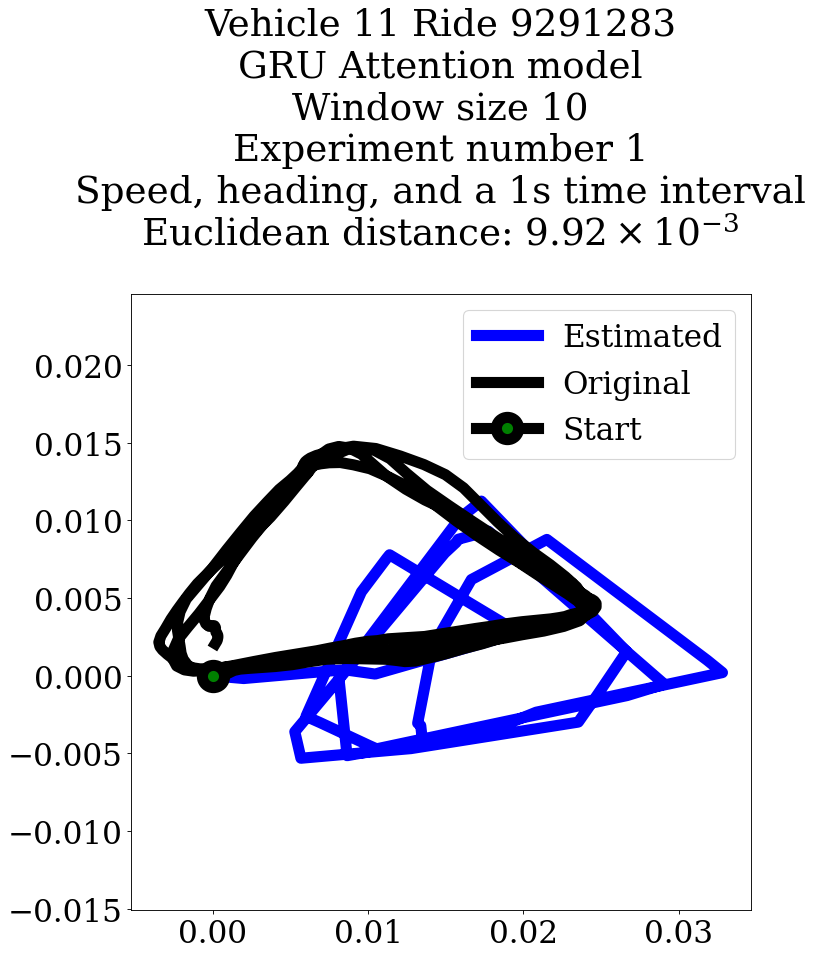 Vehicle 11 Ride 9291283
GRU Attention model
Window size 10
Experiment number 1
Speed, heading, and a 1s time interval
Euclidean distance: 9.92 × 10⁻³
Estimated
Original
Start
0.020
0.015
0.010
0.005
0.000
−0.005
−0.010
−0.015
0.00 0.01 0.02 0.03